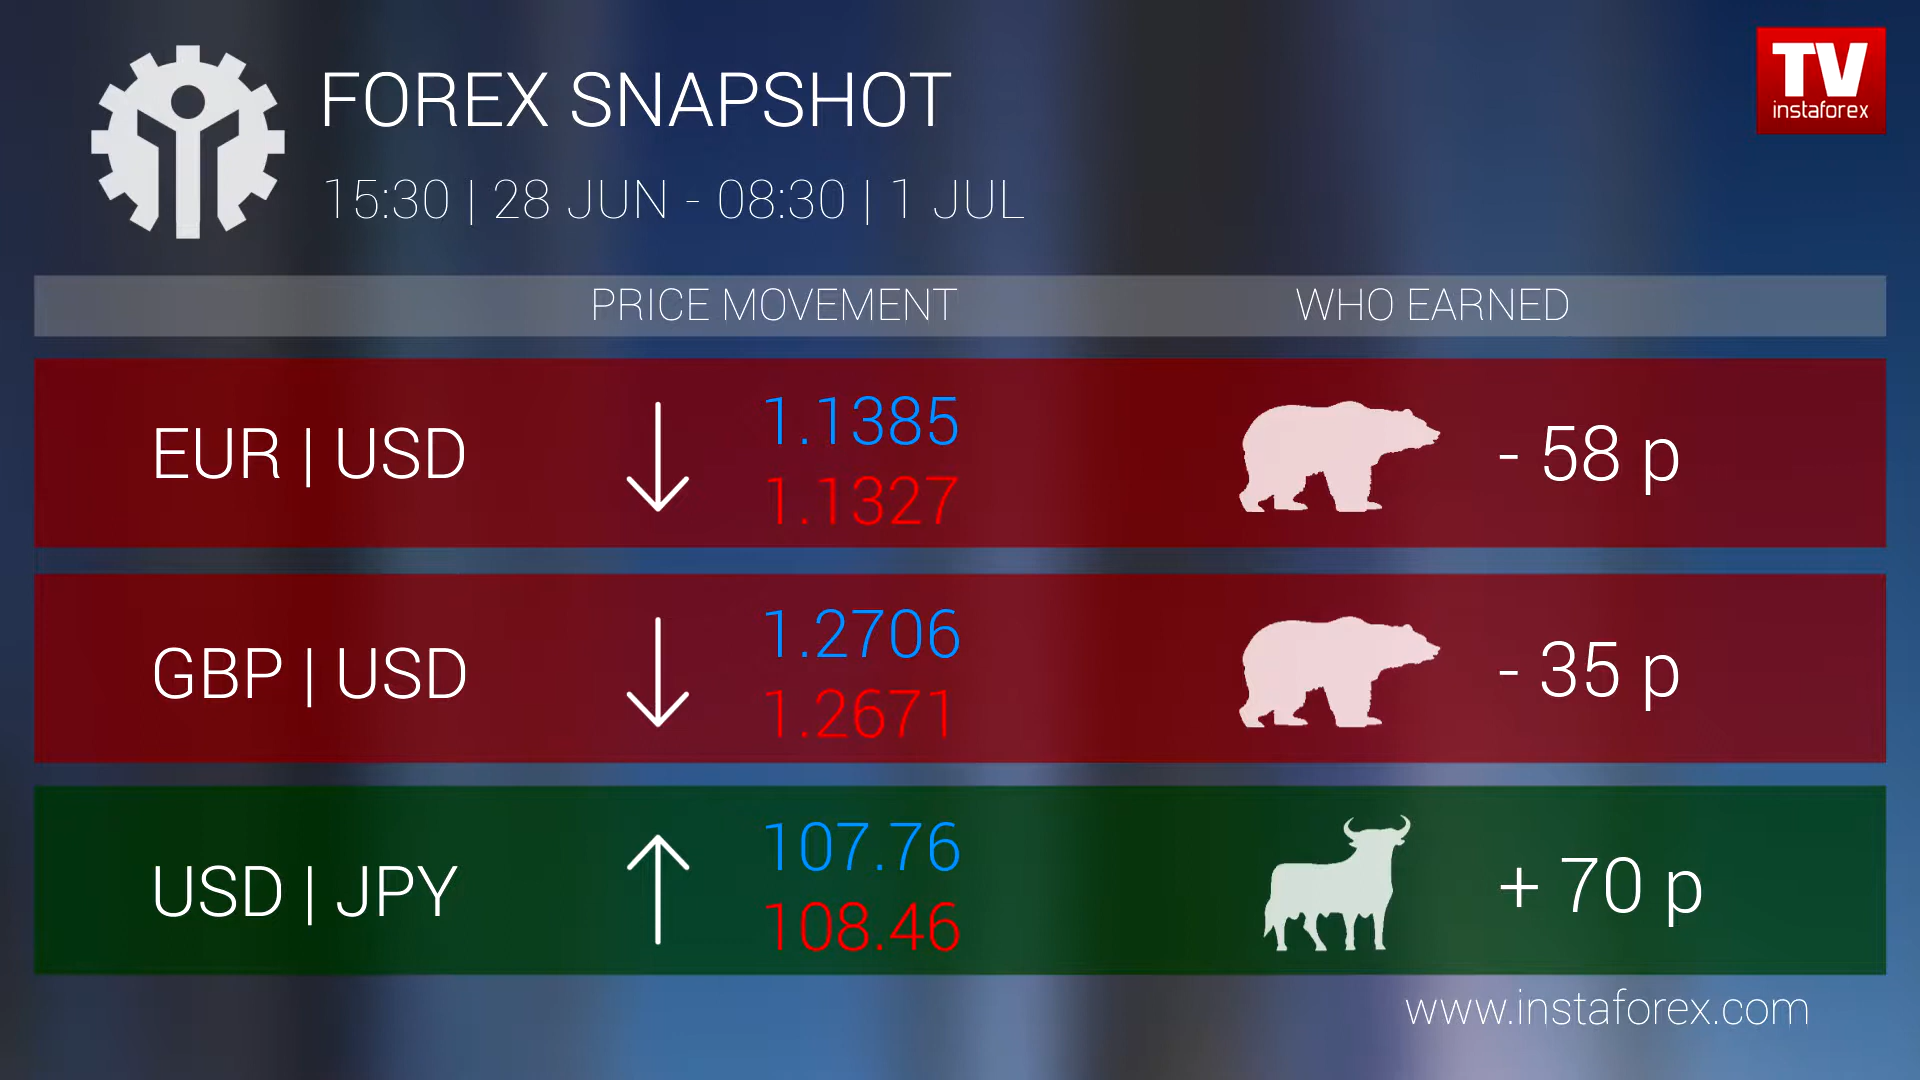 FOREX SNAPSHOT
TV
instaforex
15:30 | 28 JUN - 08:30 | 1 JUL
PRICE MOVEMENT
WHO EARNED
EUR | USD
1.1385
1.1327
- 58 p
GBP | USD
1.2706
1.2671
- 35 p
USD | JPY
107.76
108.46
+ 70 p
www.instaforex.com